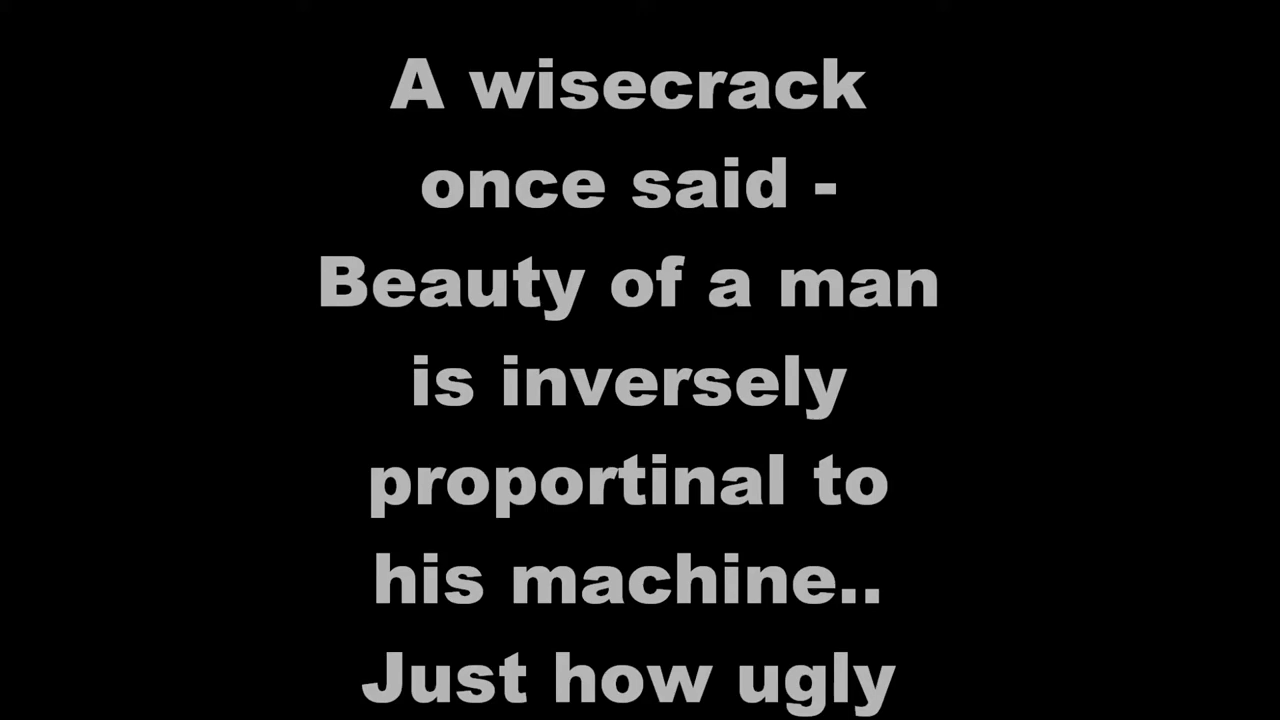 A wisecrack
once said -
Beauty of a man
is inversely
proportinal to
his machine..
Just how ugly